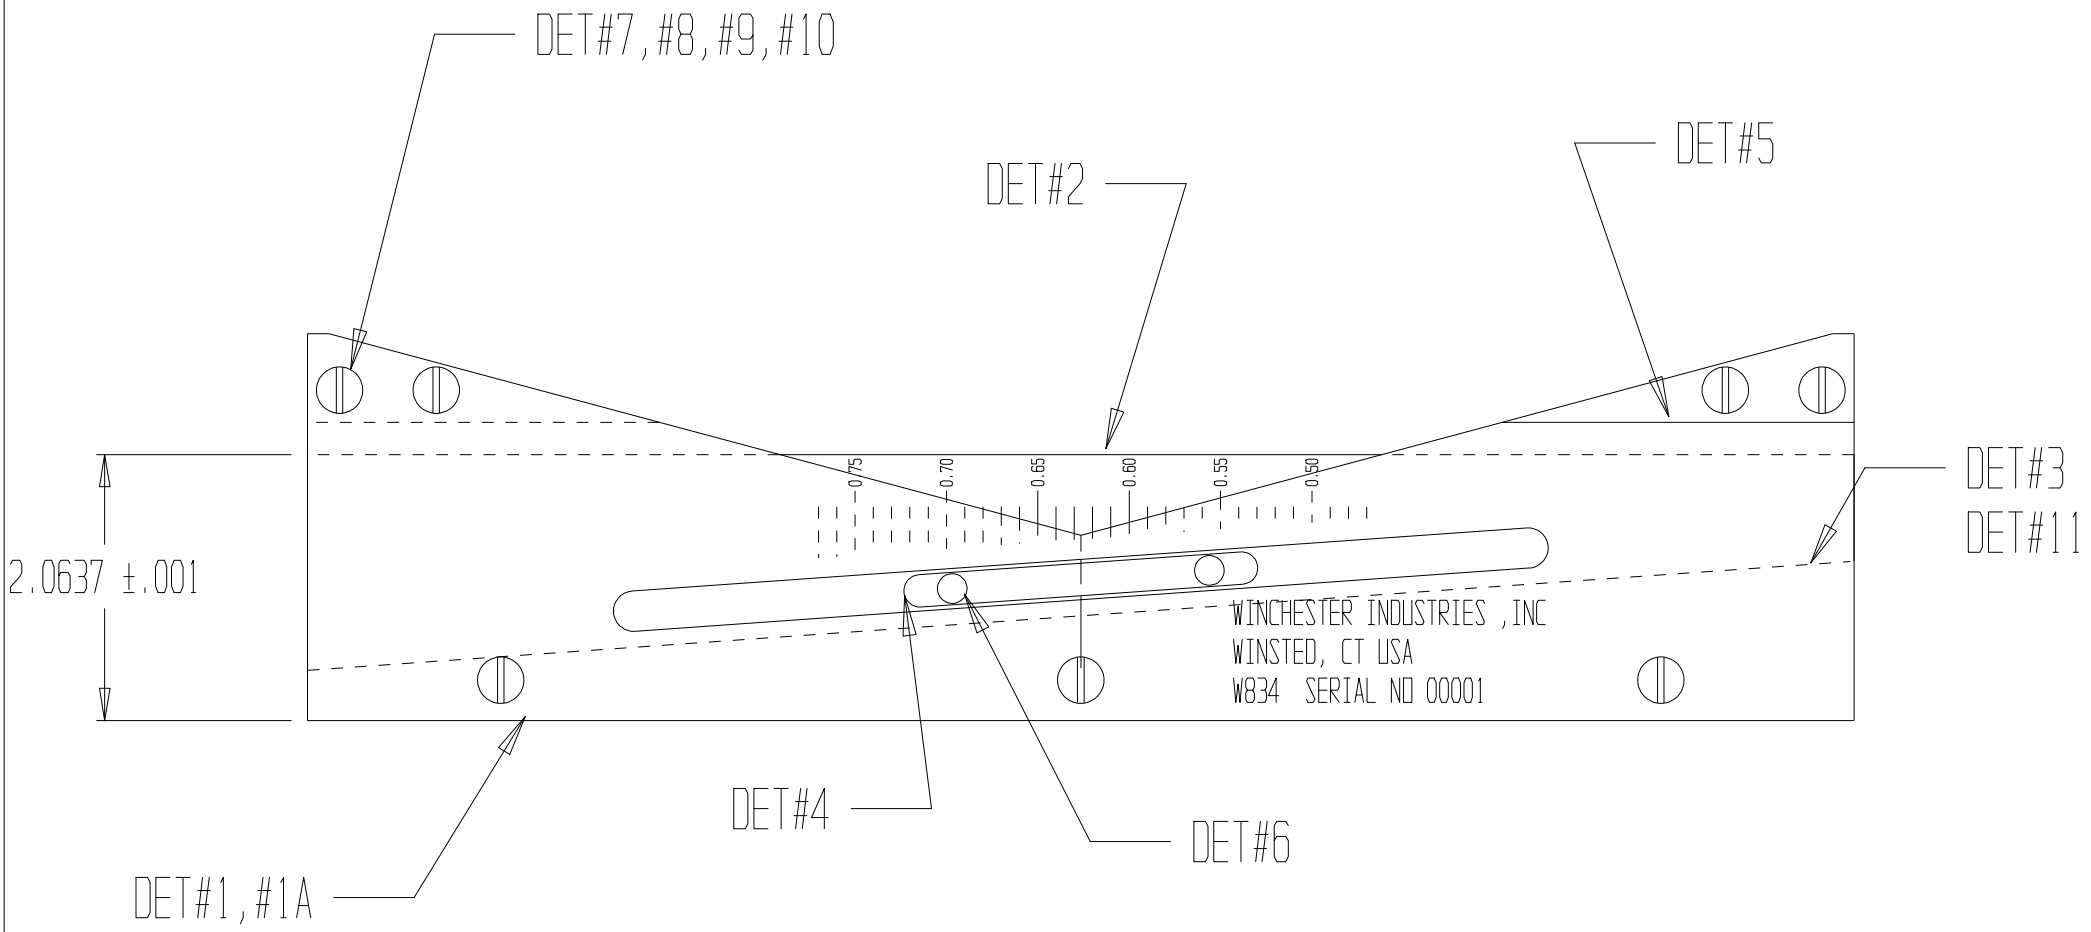 DET#7,#8,#9,#10
DET#5
DET#2
0.75
0.70
0.65
0.60
0.55
0.50
DET#3
DET#11
2.0637 ±.001
WINCHESTER INDUSTRIES ,INC
WINSTED, CT USA
W834 SERIAL NO 00001
DET#4
DET#6
DET#1,#1A